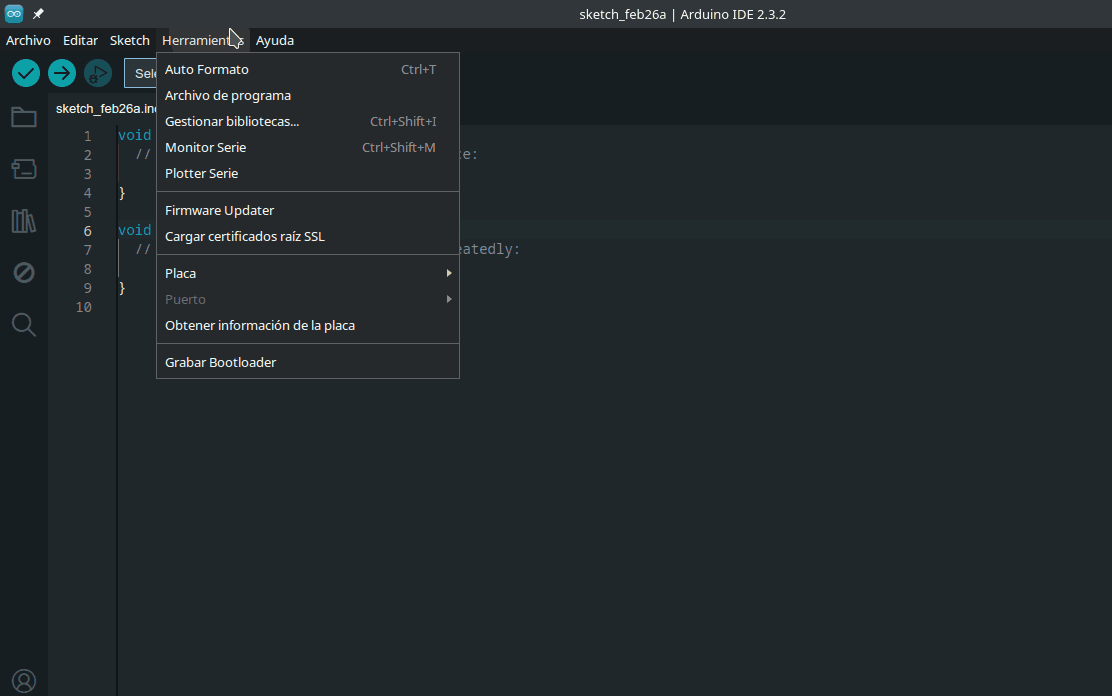 sketch_feb26a | Arduino IDE 2.3.2
Archivo Editar Sketch Herramientas Ayuda
Sele
sketch_feb26a.ino
Auto Formato Ctrl+T
Archivo de programa
Gestionar bibliotecas... Ctrl+Shift+I
Monitor Serie Ctrl+Shift+M
Plotter Serie
Firmware Updater
Cargar certificados raíz SSL
Placa
Puerto
Obtener información de la placa
Grabar Bootloader
1 void
2 // ce:
3
4 }
5
6 void
7 // eatedly:
8
9 }
10